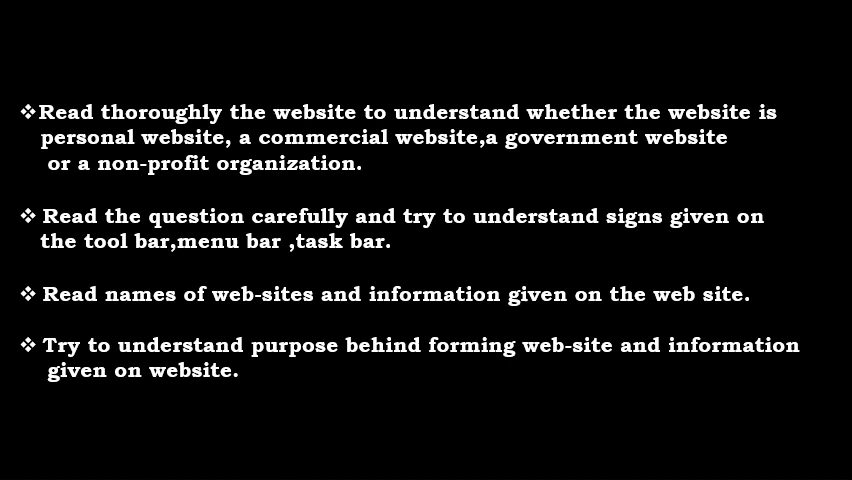 ❖Read thoroughly the website to understand whether the website is
personal website, a commercial website,a government website
or a non-profit organization.
❖ Read the question carefully and try to understand signs given on
the tool bar,menu bar ,task bar.
❖ Read names of web-sites and information given on the web site.
❖ Try to understand purpose behind forming web-site and information
given on website.